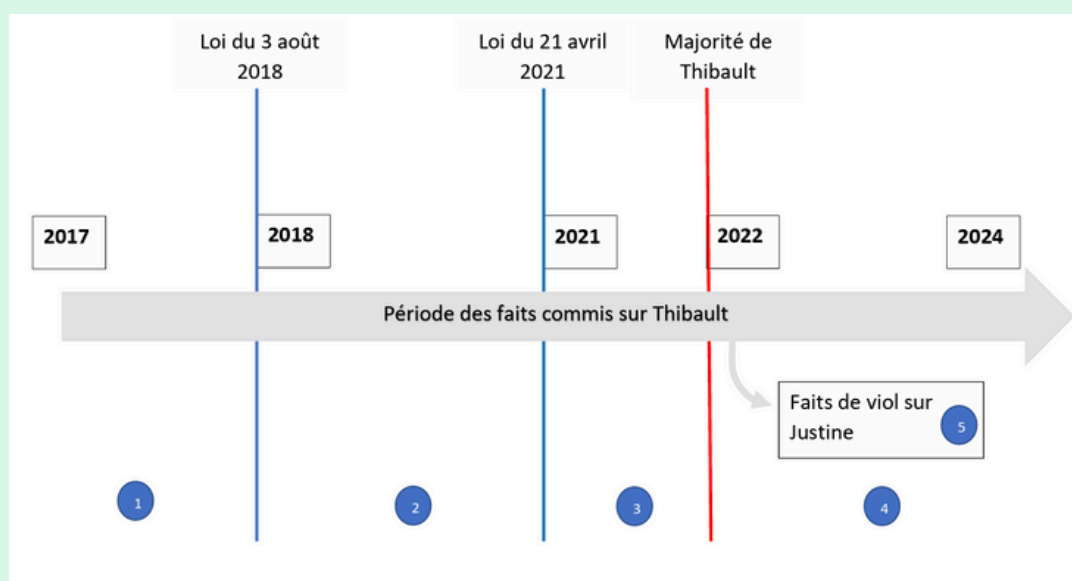 Loi du 3 août
2018
Loi du 21 avril
2021
Majorité de
Thibault
2017
2018
2021
2022
2024
Période des faits commis sur Thibault
Faits de viol sur
Justine
5
1
2
3
4